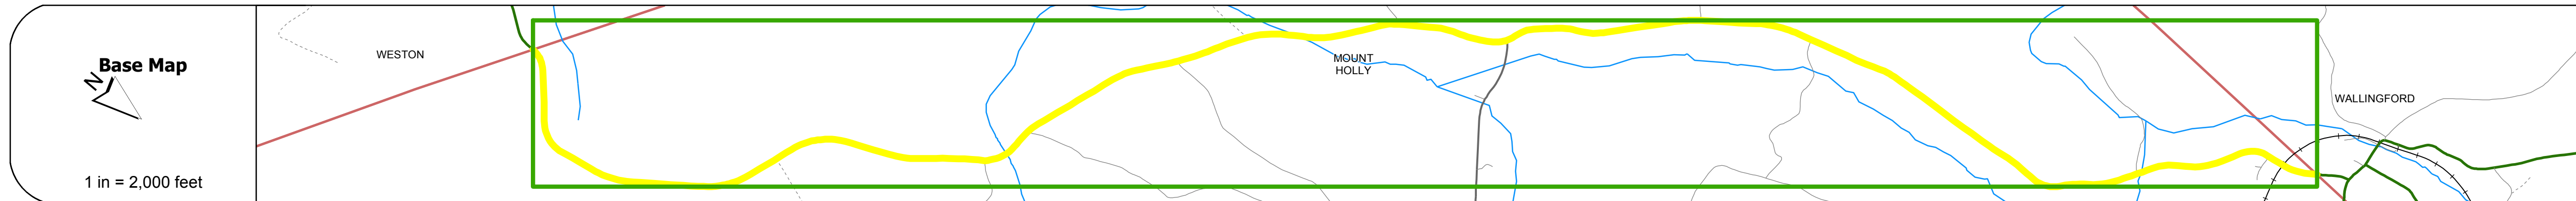 Base Map
N
1 in = 2,000 feet
WESTON
MOUNT
HOLLY
WALLINGFORD